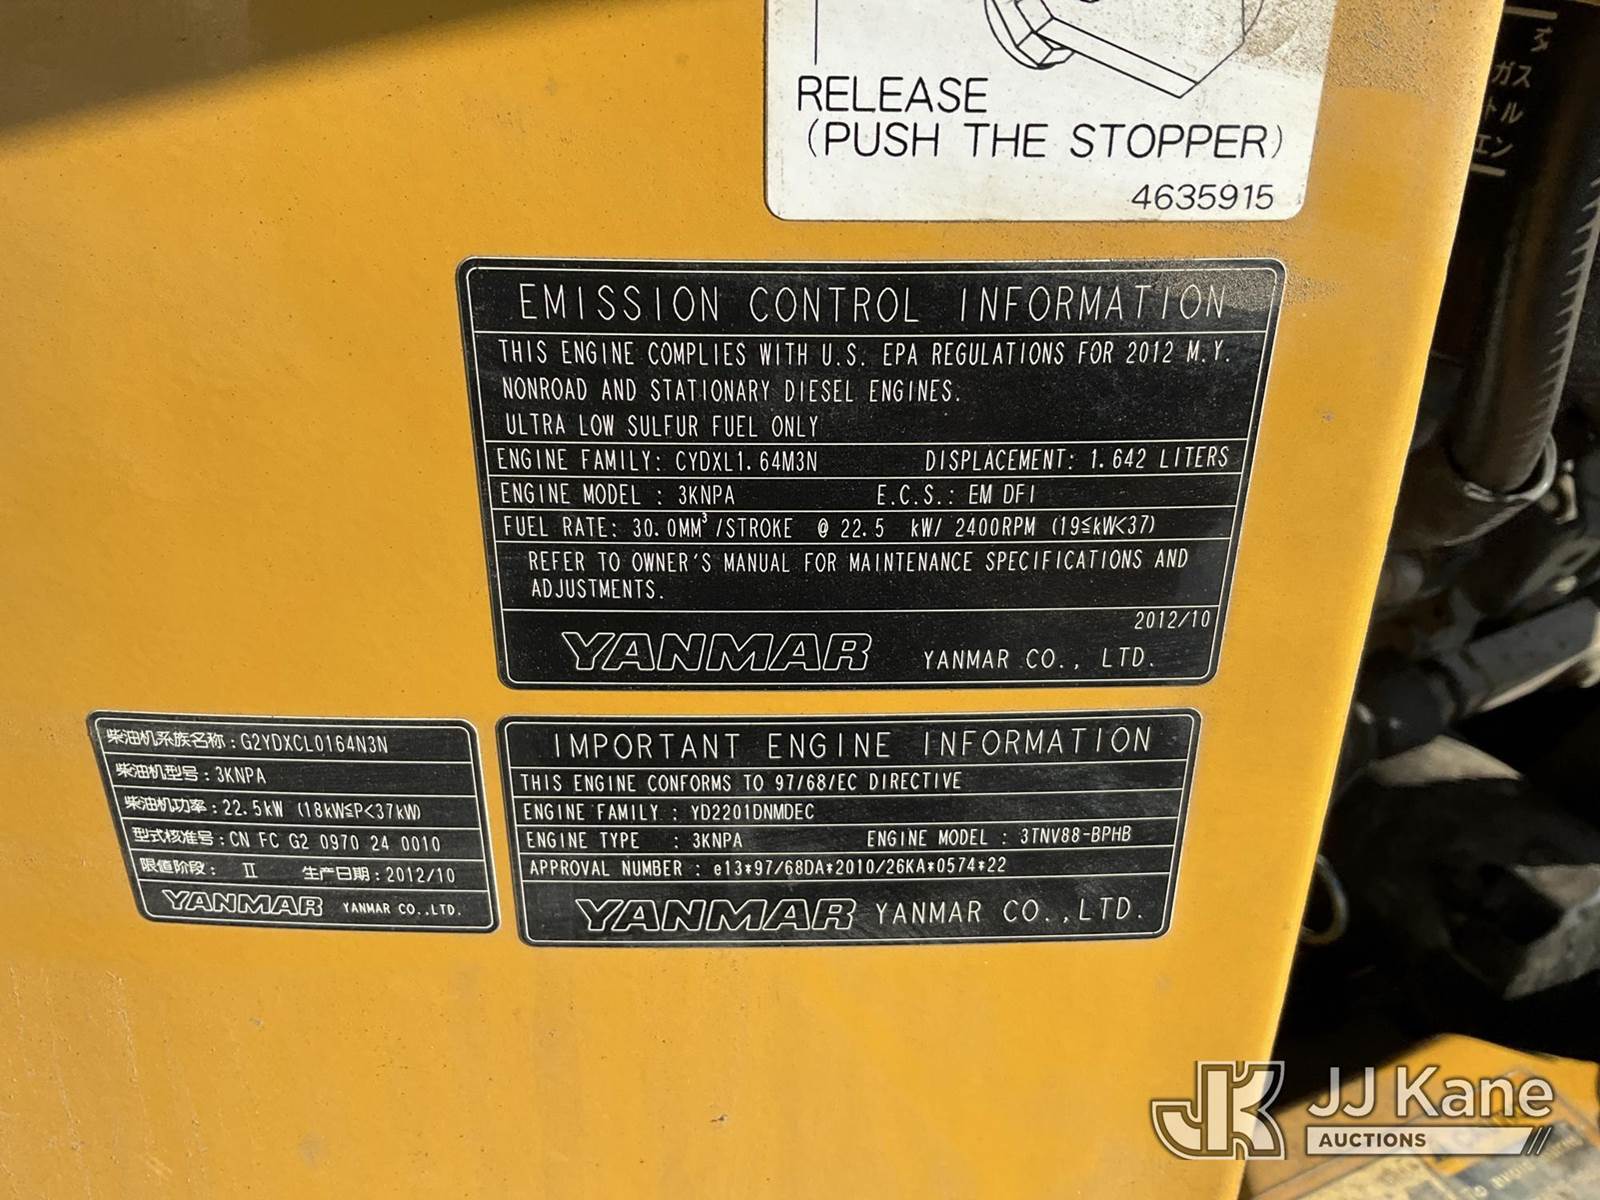 RELEASE
(PUSH THE STOPPER)
4635915
ガス
トル
エン
EMISSION CONTROL INFORMATION
THIS ENGINE COMPLIES WITH U.S. EPA REGULATIONS FOR 2012 M.Y.
NONROAD AND STATIONARY DIESEL ENGINES.
ULTRA LOW SULFUR FUEL ONLY
ENGINE FAMILY: CYDXL1.64M3N DISPLACEMENT: 1.642 LITERS
ENGINE MODEL : 3KNPA E.C.S.: EM DFI
FUEL RATE: 30.0MM³/STROKE @ 22.5 kW/ 2400RPM (19≦kW<37)
REFER TO OWNER'S MANUAL FOR MAINTENANCE SPECIFICATIONS AND
ADJUSTMENTS.
2012/10
YANMAR YANMAR CO., LTD.
柴油机系族名称：G2YDXCL0164N3N
柴油机型号：3KNPA
柴油机功率：22.5kW (18kW≦P<37kW)
型式核准号：CN FC G2 0970 24 0010
限值阶段： Ⅱ 生产日期：2012/10
YANMAR YANMAR CO.,LTD.
IMPORTANT ENGINE INFORMATION
THIS ENGINE CONFORMS TO 97/68/EC DIRECTIVE
ENGINE FAMILY : YD2201DNMDEC
ENGINE TYPE : 3KNPA ENGINE MODEL : 3TNV88-BPHB
APPROVAL NUMBER : e13*97/68DA*2010/26KA*0574*22
YANMAR YANMAR CO.,LTD.
JK JJ Kane
AUCTIONS